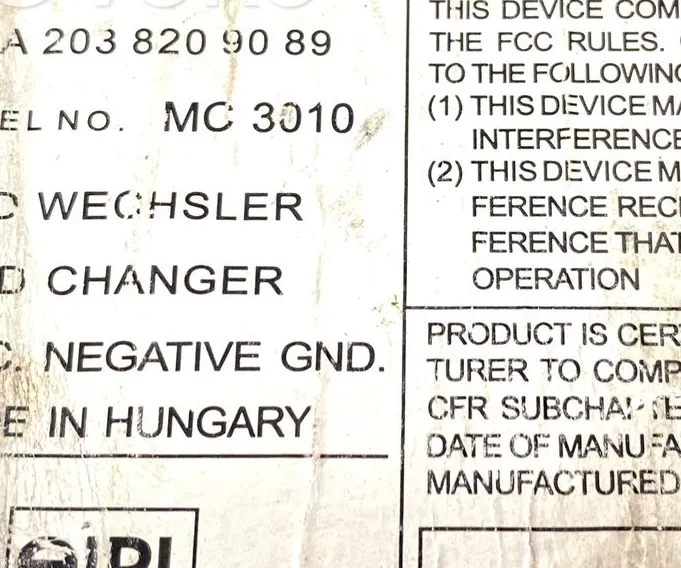 A 203 820 90 89
EL NO. MC 3010
WECHSLER
D CHANGER
C. NEGATIVE GND.
E IN HUNGARY
THIS DEVICE COM
THE FCC RULES.
TO THE FOLLOWING
(1) THIS DEVICE MA
INTERFERENCE
(2) THIS DEVICE M
FERENCE RECE
FERENCE THAT
OPERATION
PRODUCT IS CER
TURER TO COMP
CFR SUBCHAPTE
DATE OF MANUFA
MANUFACTURED